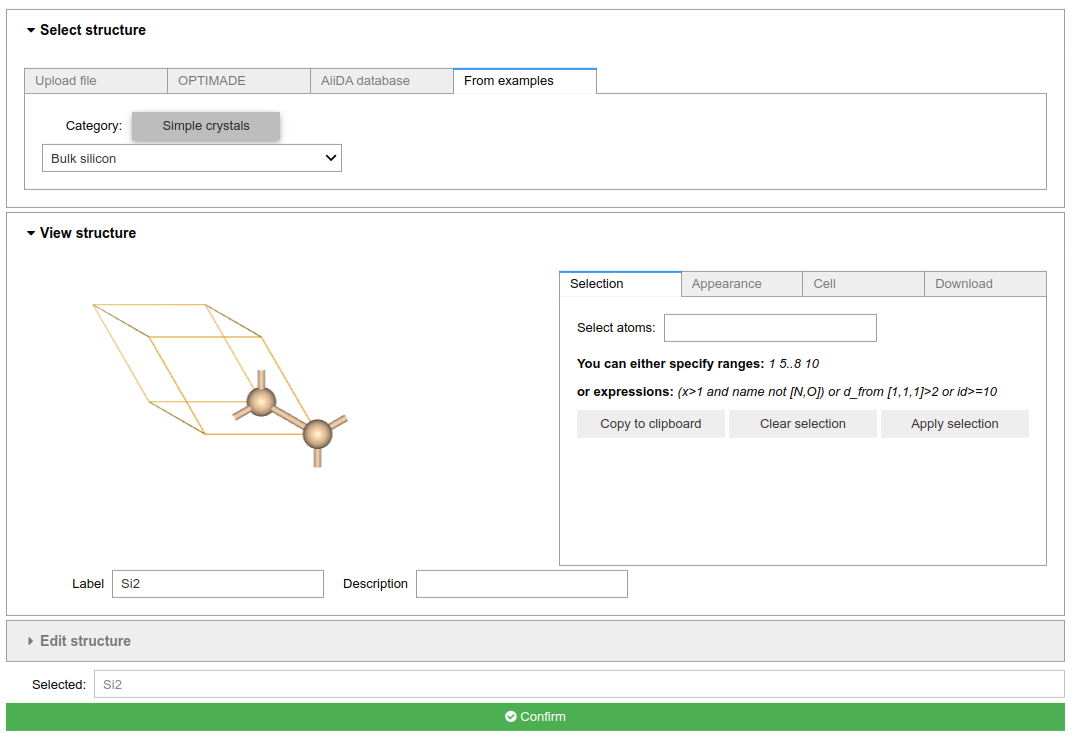 Select structure
Upload file
OPTIMADE
AiiDA database
From examples
Category:
Simple crystals
Bulk silicon
View structure
Selection
Appearance
Cell
Download
Select atoms:
You can either specify ranges: 1 5..8 10
or expressions: (x>1 and name not [N,O]) or d_from [1,1,1]>2 or id>=10
Copy to clipboard
Clear selection
Apply selection
Label
Si2
Description
Edit structure
Selected:
Si2
Confirm